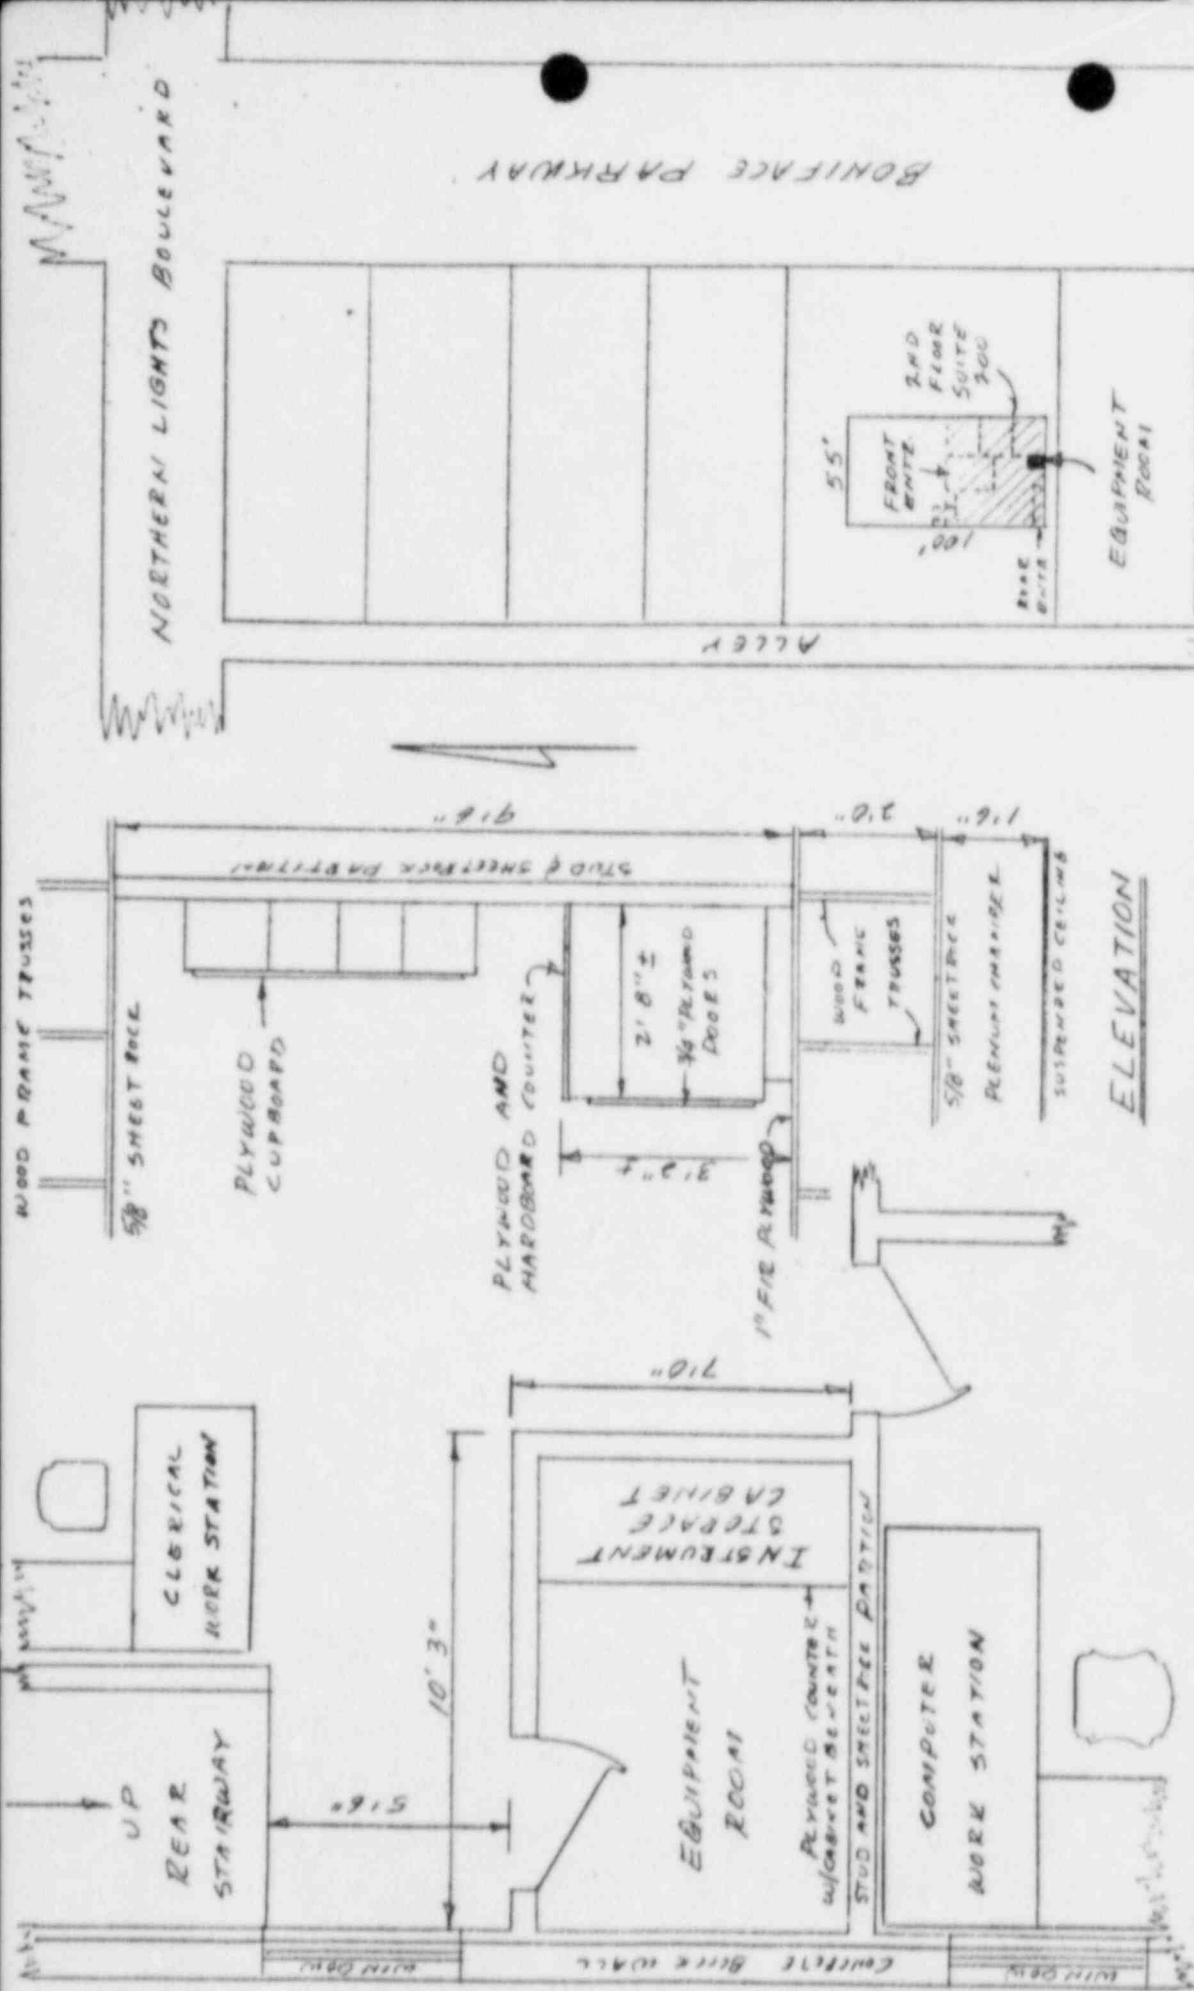 NORTHERN LIGHTS BOULEVARD
BONIFACE PARKWAY
ALLEY
55'
100'
FRONT
ENTR.
2ND
FLOOR
SUITE
200
REAR
ENTR
EQUIPMENT
ROOM
WOOD FRAME TRUSSES
5/8" SHEET ROCK
PLYWOOD
CUPBOARD
STUD & SHEETROCK PARTITION
9'6"
PLYWOOD AND
HARDBOARD COUNTER
2' 8" ±
3/4" PLYWOOD
DOORS
3'2" ±
1" FIR PLYWOOD
WOOD
FRAME
TRUSSES
2'0"
5/8" SHEETROCK
PLENUM
1'6"
SUSPENDED CEILING
ELEVATION
UP
REAR
STAIRWAY
CLERICAL
WORK STATION
5'6"
10' 3"
7'0"
INSTRUMENT
STORAGE
CABINET
EQUIPMENT
ROOM
PLYWOOD COUNTER
W/CABINET BENEATH
STUD AND SHEETROCK PARTITION
COMPUTER
WORK STATION
WINDOW
CONCRETE BLOCK WALL
WINDOW